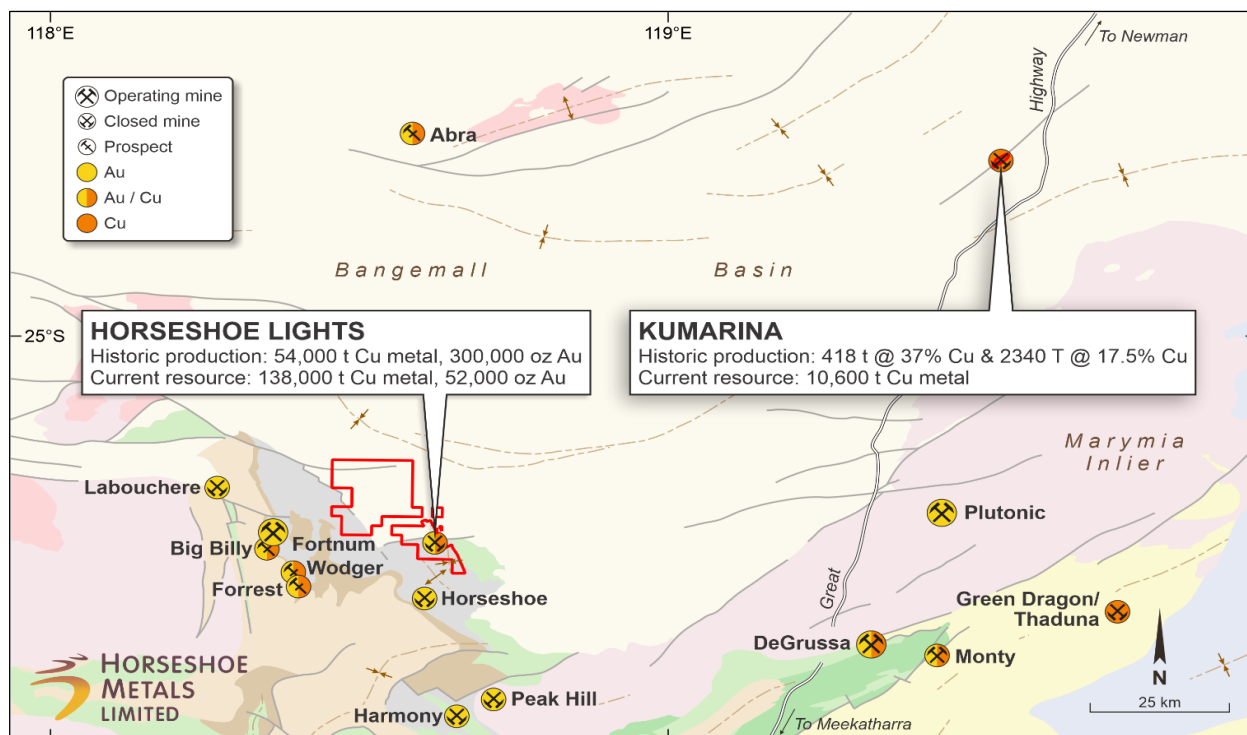 118°E
119°E
To Newman
Highway
Operating mine
Closed mine
Prospect
Au
Au / Cu
Cu
Abra
Bangemall Basin
25°S
HORSESHOE LIGHTS
Historic production: 54,000 t Cu metal, 300,000 oz Au
Current resource: 138,000 t Cu metal, 52,000 oz Au
KUMARINA
Historic production: 418 t @ 37% Cu & 2340 T @ 17.5% Cu
Current resource: 10,600 t Cu metal
Marymia
Inlier
Labouchere
Plutonic
Big Billy
Fortnum
Wodger
Forrest
Horseshoe
Great
Green Dragon/
Thaduna
DeGrussa
Monty
HORSESHOE
METALS
LIMITED
Peak Hill
Harmony
To Meekatharra
N
25 km